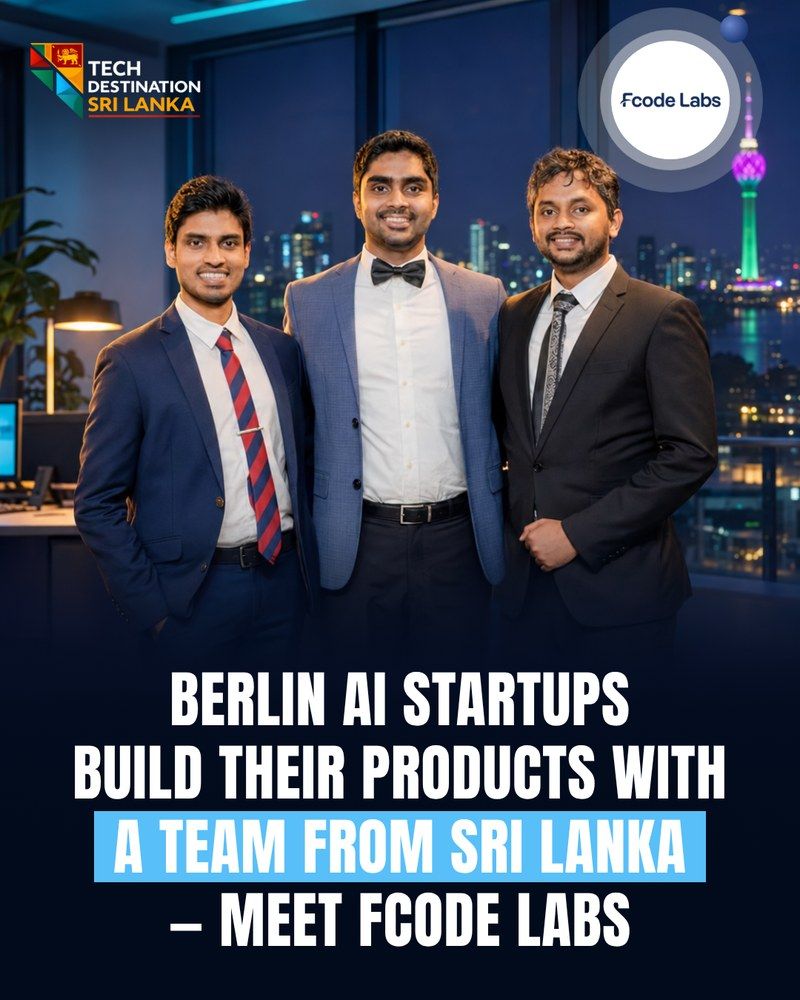 TECH
DESTINATION
SRI LANKA
Fcode Labs
BERLIN AI STARTUPS
BUILD THEIR PRODUCTS WITH
A TEAM FROM SRI LANKA
– MEET FCODE LABS